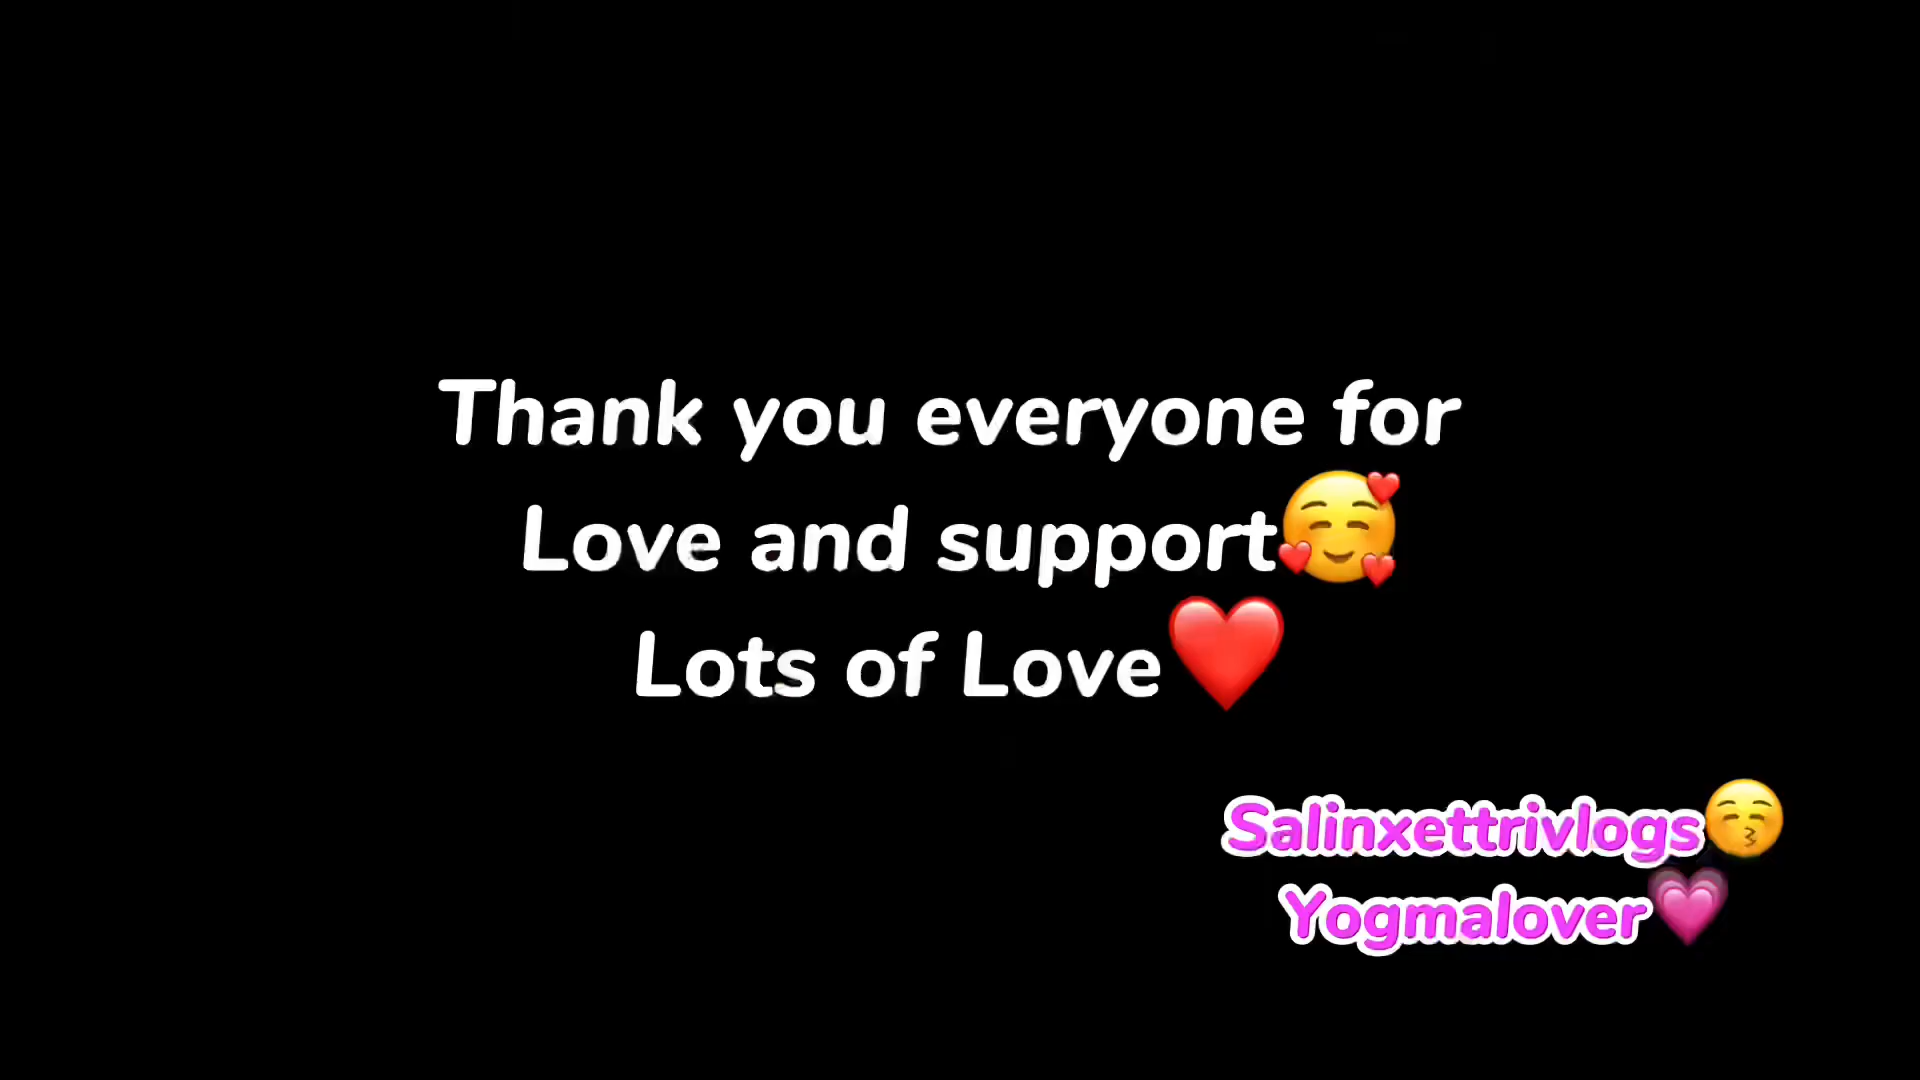 Thank you everyone for
Love and support🥰
Lots of Love❤️
Salinxettrivlogs😚
Yogmalover💗